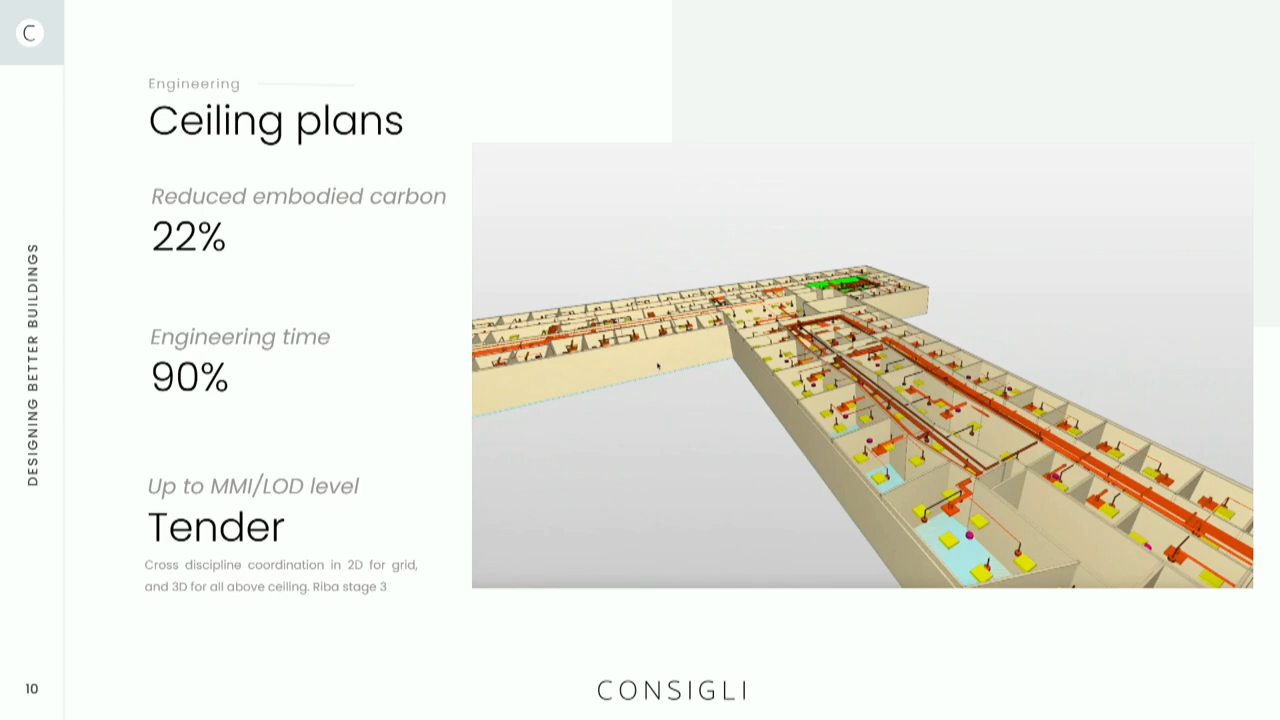 C
Engineering
Ceiling plans
Reduced embodied carbon
22%
Engineering time
90%
Up to MMI/LOD level
Tender
Cross discipline coordination in 2D for grid,
and 3D for all above ceiling. Riba stage 3
DESIGNING BETTER BUILDINGS
10
CONSIGLI